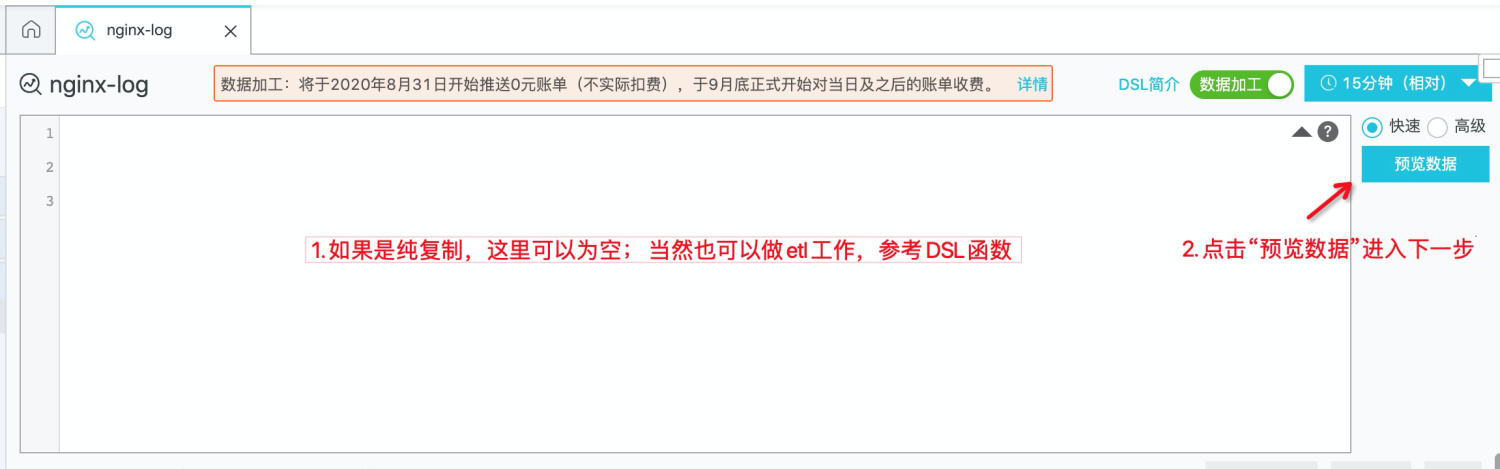 nginx-log
nginx-log
数据加工：将于2020年8月31日开始推送0元账单（不实际扣费），于9月底正式开始对当日及之后的账单收费。 详情
DSL简介 数据加工 15分钟（相对）
1
2
3
?
快速 高级
预览数据
1.如果是纯复制，这里可以为空；当然也可以做etl工作，参考DSL函数
2.点击“预览数据”进入下一步